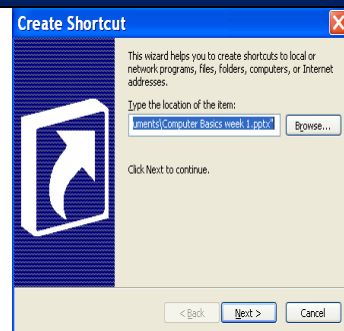 Create Shortcut
This wizard helps you to create shortcuts to local or
network programs, files, folders, computers, or Internet
addresses.
Type the location of the item:
uments\Computer Basics week 1.pptx"
Browse...
Click Next to continue.
< Back
Next >
Cancel